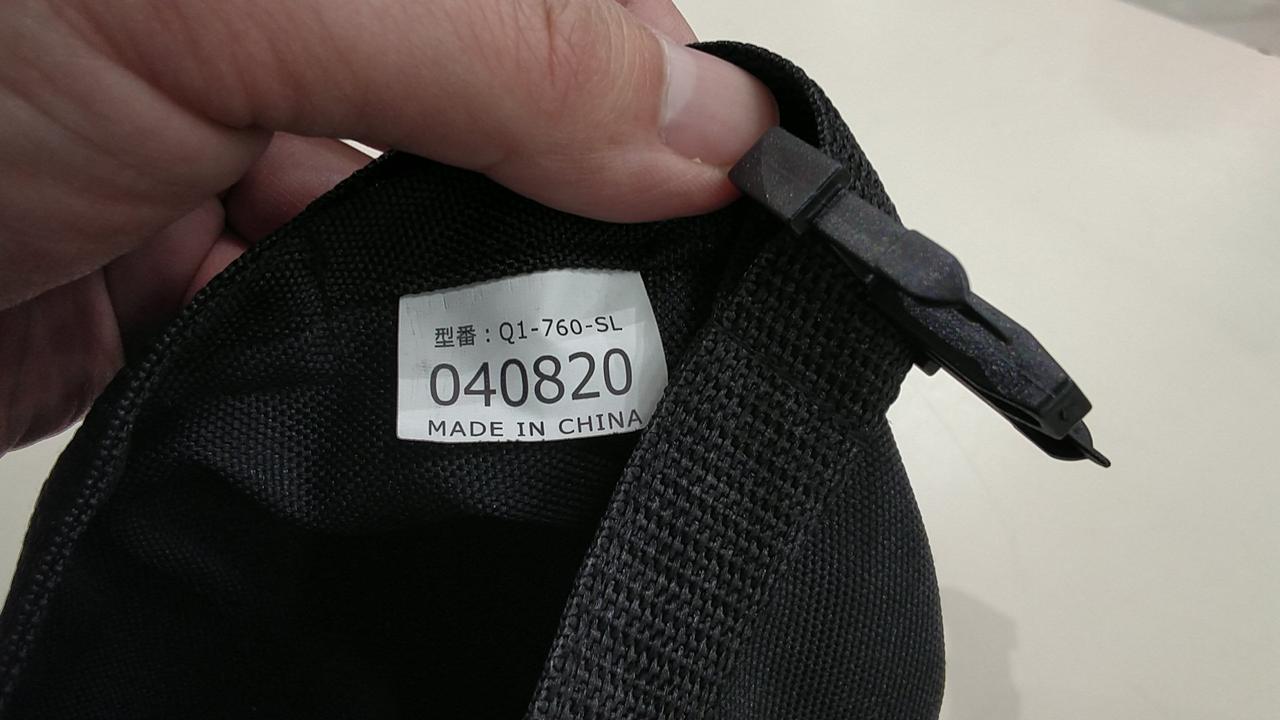 型番：Q1-760-SL
040820
MADE IN CHINA